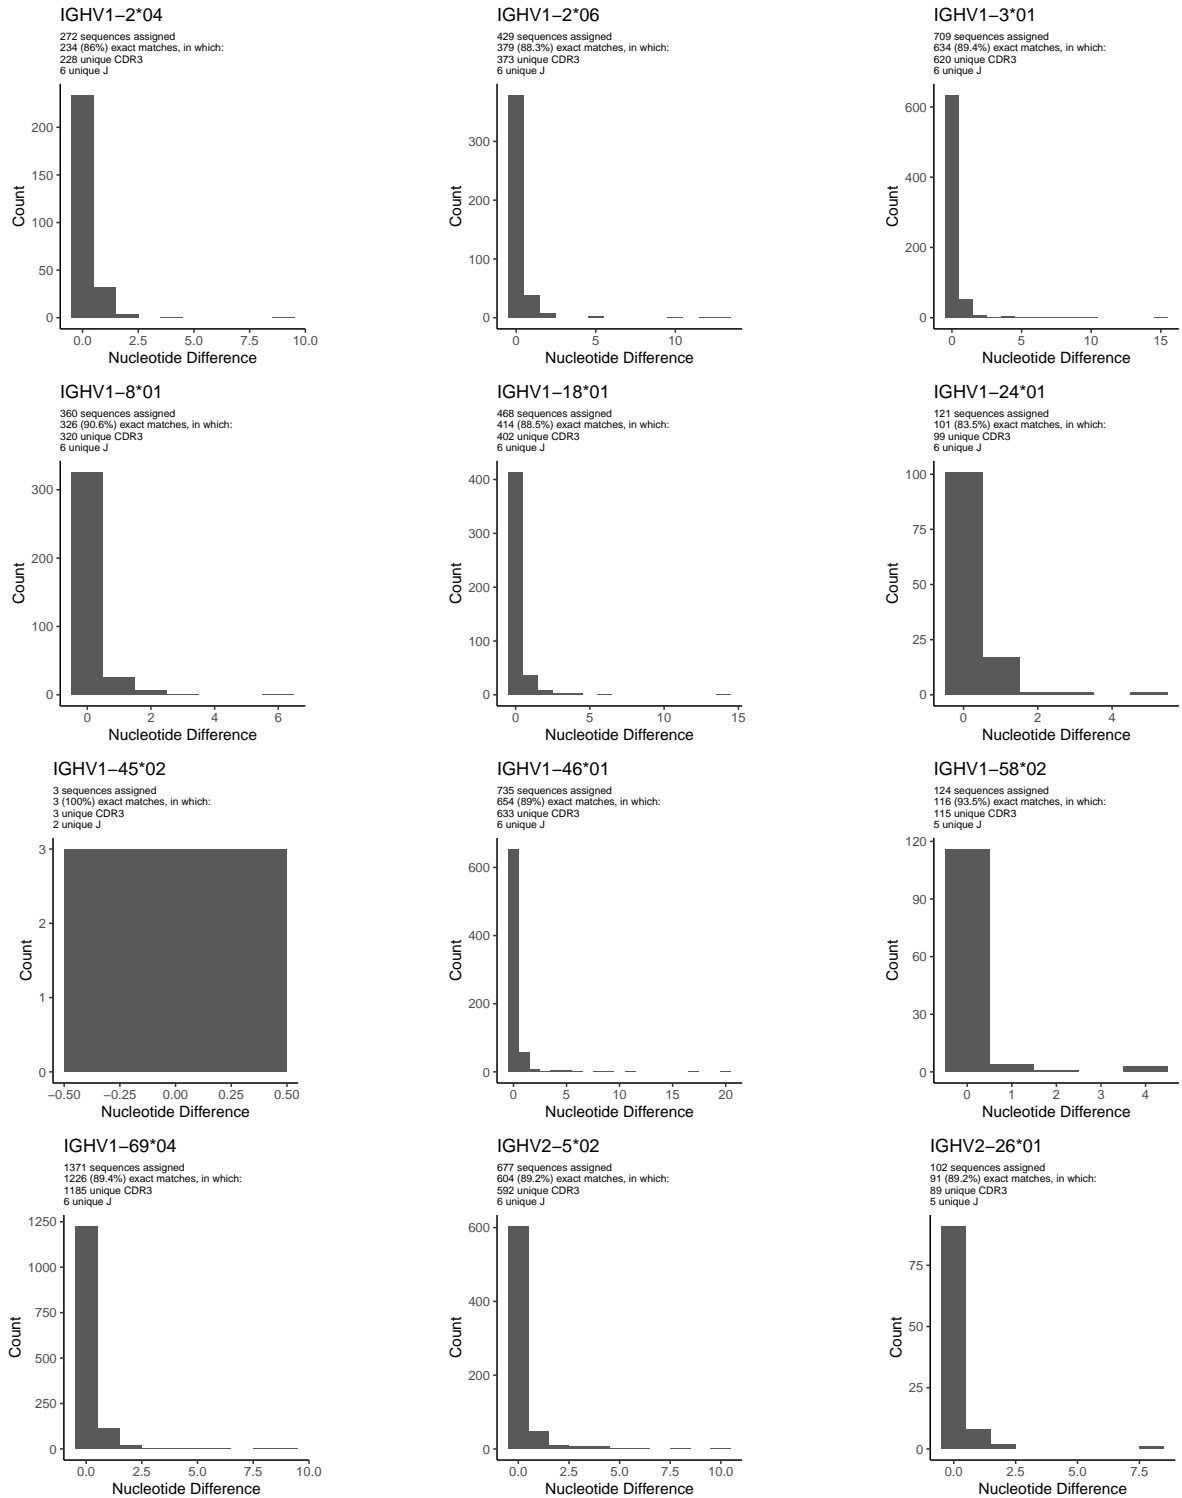 IGHV1−2*04
272 sequences assigned
234 (86%) exact matches, in which:
228 unique CDR3
6 unique J
200
150
100
50
0
Count
0.0 2.5 5.0 7.5 10.0
Nucleotide Difference
IGHV1−2*06
429 sequences assigned
379 (88.3%) exact matches, in which:
373 unique CDR3
6 unique J
300
200
100
0
Count
0 5 10
Nucleotide Difference
IGHV1−3*01
709 sequences assigned
634 (89.4%) exact matches, in which:
620 unique CDR3
6 unique J
600
400
200
0
Count
0 5 10 15
Nucleotide Difference
IGHV1−8*01
360 sequences assigned
326 (90.6%) exact matches, in which:
320 unique CDR3
6 unique J
300
200
100
0
Count
0 2 4 6
Nucleotide Difference
IGHV1−18*01
468 sequences assigned
414 (88.5%) exact matches, in which:
402 unique CDR3
6 unique J
400
300
200
100
0
Count
0 5 10 15
Nucleotide Difference
IGHV1−24*01
121 sequences assigned
101 (83.5%) exact matches, in which:
99 unique CDR3
6 unique J
100
75
50
25
0
Count
0 2 4
Nucleotide Difference
IGHV1−45*02
3 sequences assigned
3 (100%) exact matches, in which:
3 unique CDR3
2 unique J
3
2
1
0
Count
−0.50 −0.25 0.00 0.25 0.50
Nucleotide Difference
IGHV1−46*01
735 sequences assigned
654 (89%) exact matches, in which:
633 unique CDR3
6 unique J
600
400
200
0
Count
0 5 10 15 20
Nucleotide Difference
IGHV1−58*02
124 sequences assigned
116 (93.5%) exact matches, in which:
115 unique CDR3
5 unique J
120
90
60
30
0
Count
0 1 2 3 4
Nucleotide Difference
IGHV1−69*04
1371 sequences assigned
1226 (89.4%) exact matches, in which:
1185 unique CDR3
6 unique J
1250
1000
750
500
250
0
Count
0.0 2.5 5.0 7.5 10.0
Nucleotide Difference
IGHV2−5*02
677 sequences assigned
604 (89.2%) exact matches, in which:
592 unique CDR3
6 unique J
600
400
200
0
Count
0.0 2.5 5.0 7.5 10.0
Nucleotide Difference
IGHV2−26*01
102 sequences assigned
91 (89.2%) exact matches, in which:
89 unique CDR3
5 unique J
75
50
25
0
Count
0.0 2.5 5.0 7.5
Nucleotide Difference